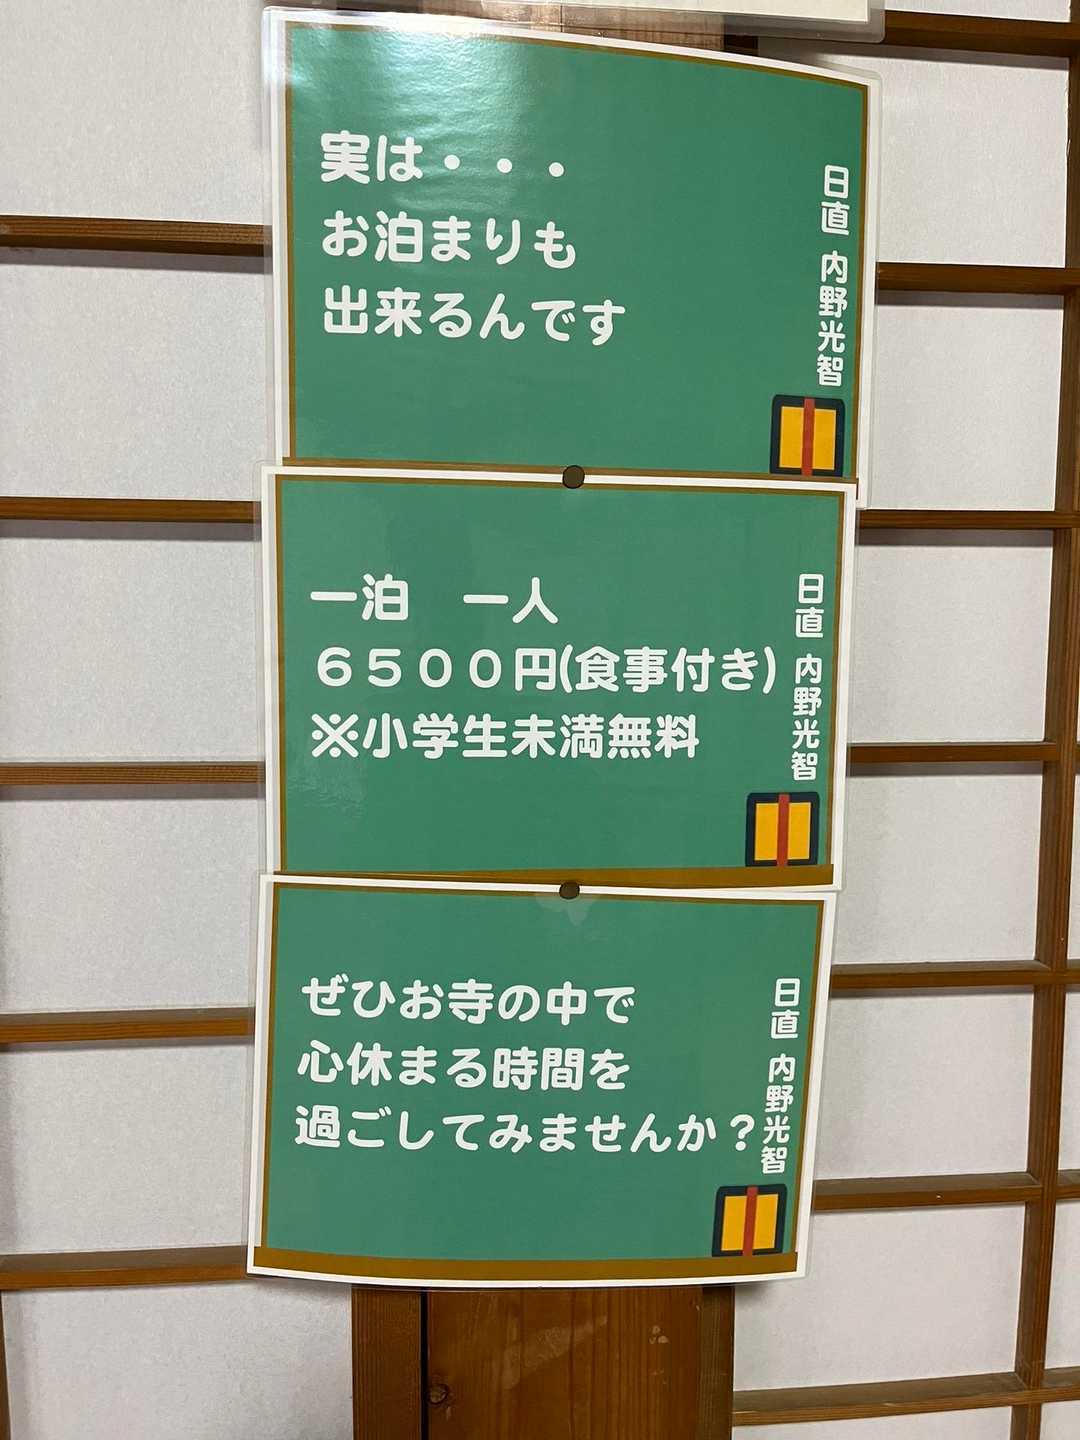 実は・・・
お泊まりも
出来るんです
日直 内野光智
一泊　一人
６５００円(食事付き)
※小学生未満無料
日直 内野光智
ぜひお寺の中で
心休まる時間を
過ごしてみませんか？
日直 内野光智